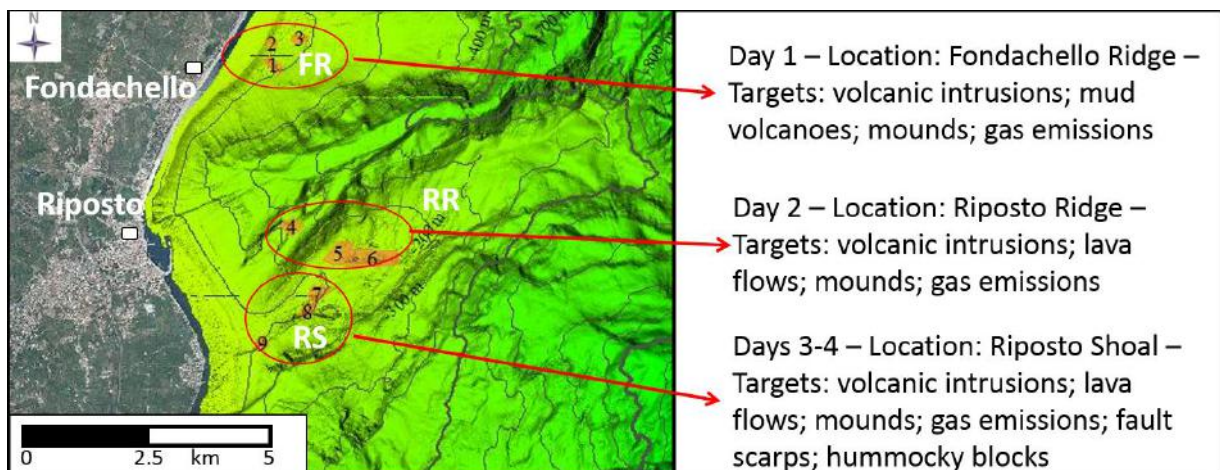 N
Fondachello
Riposto
2
3
1
FR
4
RR
5
6
7
8
RS
9
400 m
300 m
0
2.5
km
5
Day 1 – Location: Fondachello Ridge –
Targets: volcanic intrusions; mud
volcanoes; mounds; gas emissions
Day 2 – Location: Riposto Ridge –
Targets: volcanic intrusions; lava
flows; mounds; gas emissions
Days 3-4 – Location: Riposto Shoal –
Targets: volcanic intrusions; lava
flows; mounds; gas emissions; fault
scarps; hummocky blocks